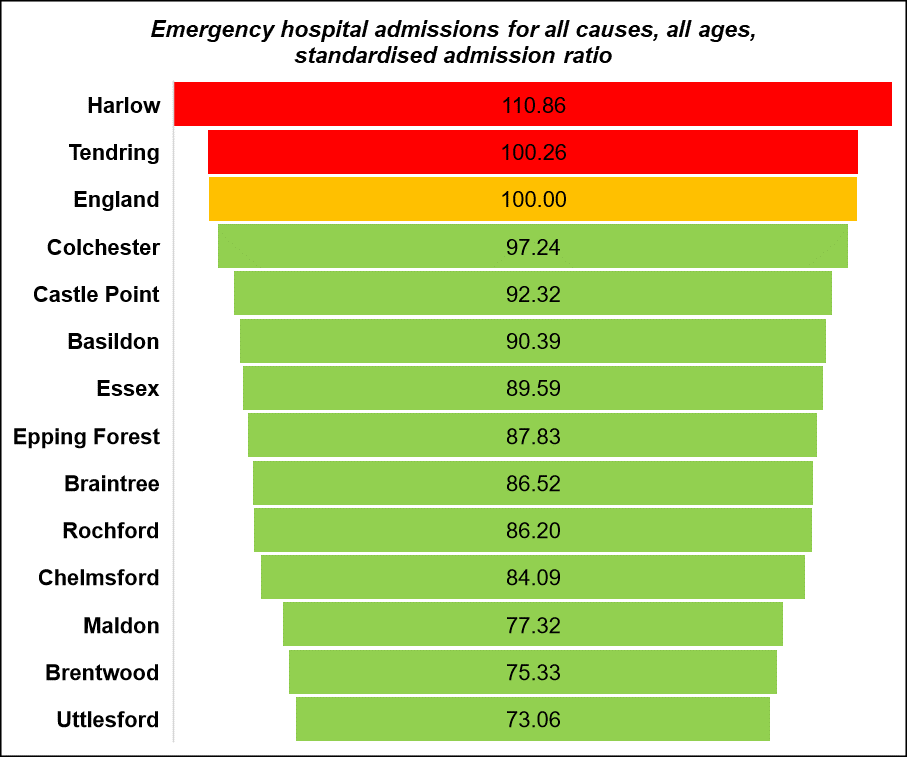 Emergency hospital admissions for all causes, all ages,
standardised admission ratio
Harlow 110.86
Tendring 100.26
England 100.00
Colchester 97.24
Castle Point 92.32
Basildon 90.39
Essex 89.59
Epping Forest 87.83
Braintree 86.52
Rochford 86.20
Chelmsford 84.09
Maldon 77.32
Brentwood 75.33
Uttlesford 73.06